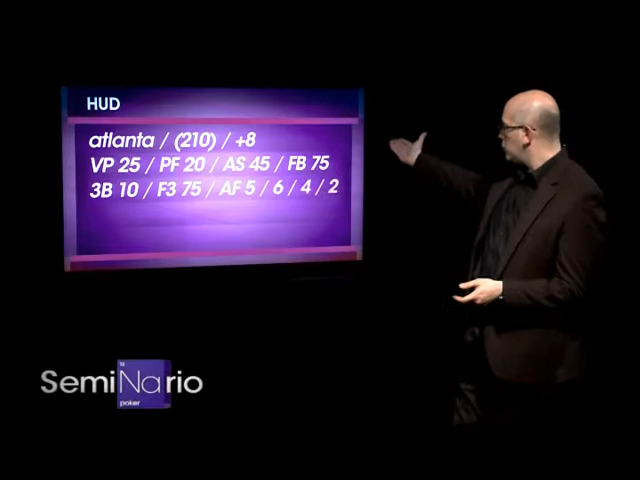 HUD
atlanta / (210) / +8
VP 25 / PF 20 / AS 45 / FB 75
3B 10 / F3 75 / AF 5 / 6 / 4 / 2
SemiNario
poker